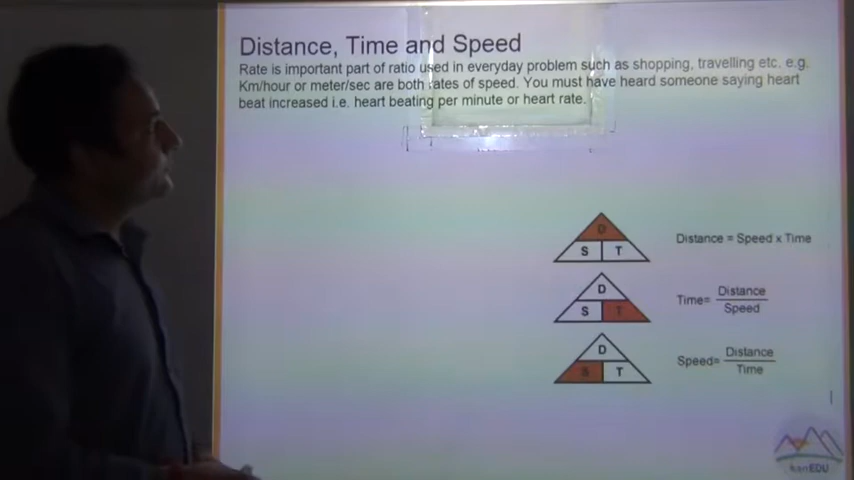 Distance, Time and Speed
Rate is important part of ratio used in everyday problem such as shopping, travelling etc. e.g.
Km/hour or meter/sec are both rates of speed. You must have heard someone saying heart
beat increased i.e. heart beating per minute or heart rate.
D
S T
Distance = Speed x Time
D
S T
Time= Distance
Speed
D
S T
Speed= Distance
Time
kanEDU